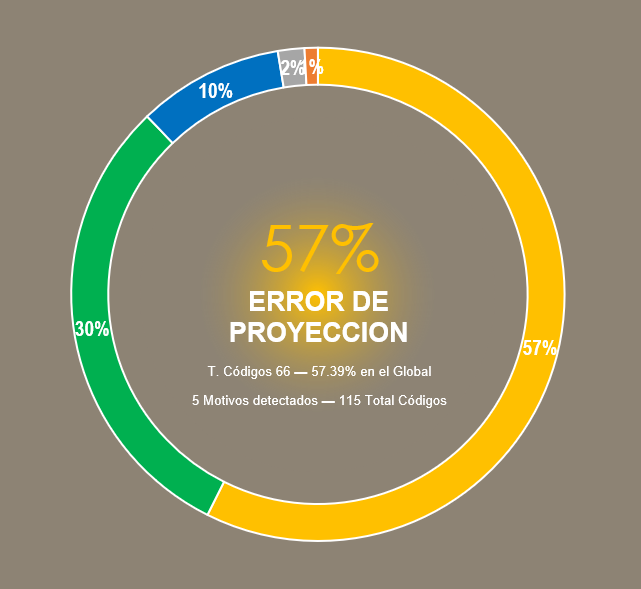 2%
1%
10%
57%
ERROR DE
PROYECCION
30%
57%
T. Códigos 66 — 57.39% en el Global
5 Motivos detectados — 115 Total Códigos